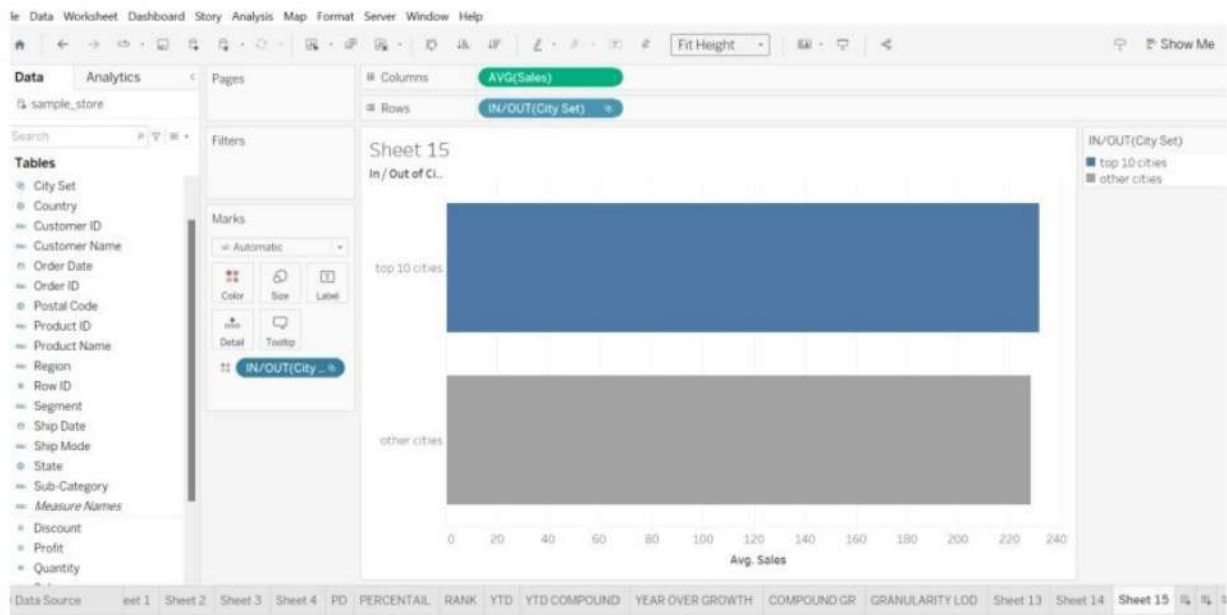 le Data Worksheet Dashboard Story Analysis Map Format Server Window Help
Fit Height
Show Me
Data Analytics
sample_store
Search
Tables
City Set
Country
Customer ID
Customer Name
Order Date
Order ID
Postal Code
Product ID
Product Name
Region
Row ID
Segment
Ship Date
Ship Mode
State
Sub-Category
Measure Names
Discount
Profit
Quantity
Pages
Filters
Marks
Automatic
Color Size Label
Detail Tooltip
IN/OUT(City ..
Columns AVG(Sales)
Rows IN/OUT(City Set)
Sheet 15
In / Out of Ci..
top 10 cities
other cities
0 20 40 60 80 100 120 140 160 180 200 220 240
Avg. Sales
IN/OUT(City Set)
top 10 cities
other cities
Data Source eet 1 Sheet 2 Sheet 3 Sheet 4 PD PERCENTAIL RANK YTD YTD COMPOUND YEAR OVER GROWTH COMPOUND GR GRANULARITY LOD Sheet 13 Sheet 14 Sheet 15